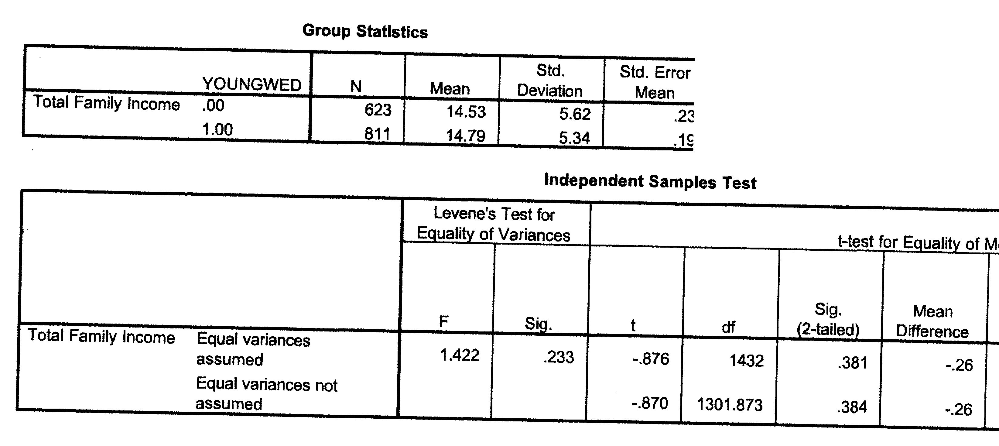 Group Statistics
YOUNGWED N Mean Std. Deviation Std. Error Mean
Total Family Income .00 623 14.53 5.62 .23
1.00 811 14.79 5.34 .19
Independent Samples Test
Levene's Test for Equality of Variances
t-test for Equality of
F Sig. t df Sig. (2-tailed) Mean Difference
Total Family Income Equal variances assumed 1.422 .233 -.876 1432 .381 -.26
Equal variances not assumed -.870 1301.873 .384 -.26